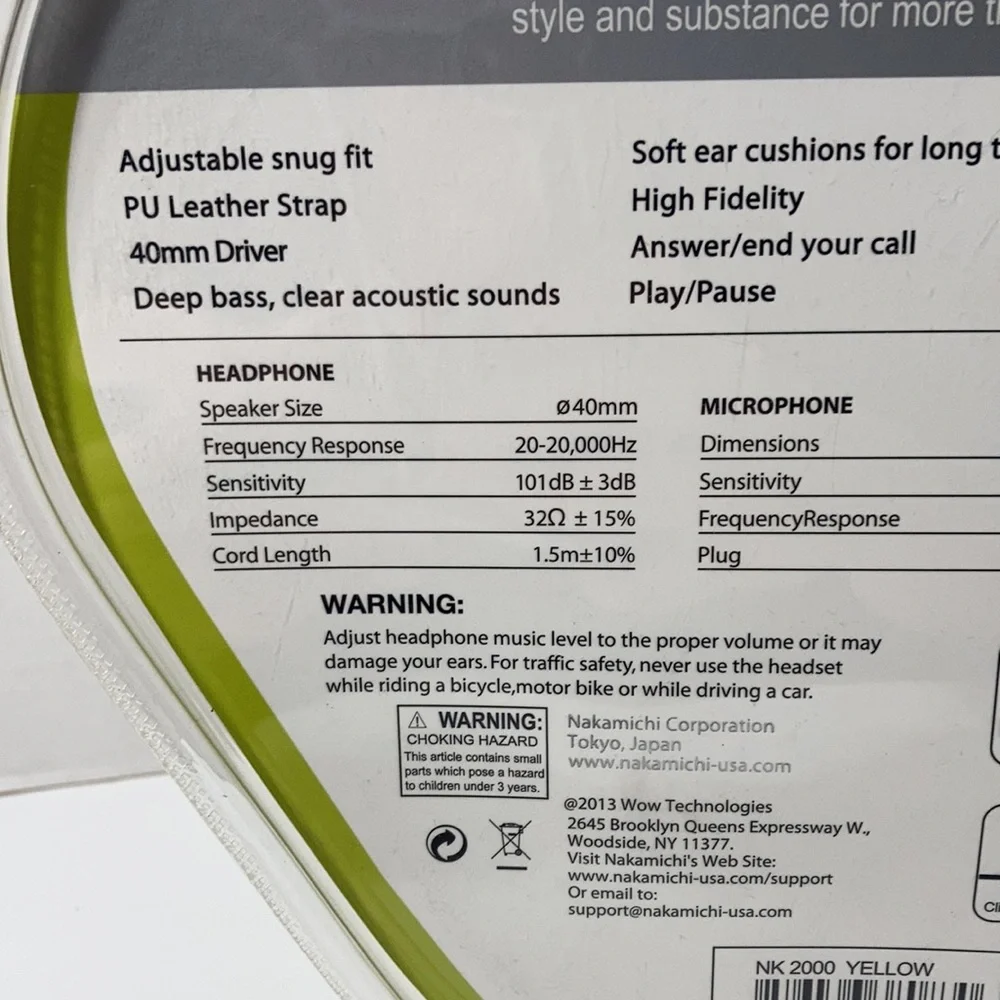 style and substance for more
Adjustable snug fit
PU Leather Strap
40mm Driver
Deep bass, clear acoustic sounds
Soft ear cushions for long
High Fidelity
Answer/end your call
Play/Pause
HEADPHONE
Speaker Size Ø40mm
Frequency Response 20-20,000Hz
Sensitivity 101dB ± 3dB
Impedance 32Ω ± 15%
Cord Length 1.5m±10%
MICROPHONE
Dimensions
Sensitivity
FrequencyResponse
Plug
WARNING:
Adjust headphone music level to the proper volume or it may
damage your ears. For traffic safety, never use the headset
while riding a bicycle,motor bike or while driving a car.
⚠ WARNING:
CHOKING HAZARD
This article contains small
parts which pose a hazard
to children under 3 years.
Nakamichi Corporation
Tokyo, Japan
www.nakamichi-usa.com
@2013 Wow Technologies
2645 Brooklyn Queens Expressway W.,
Woodside, NY 11377.
Visit Nakamichi's Web Site:
www.nakamichi-usa.com/support
Or email to:
support@nakamichi-usa.com
NK 2000 YELLOW